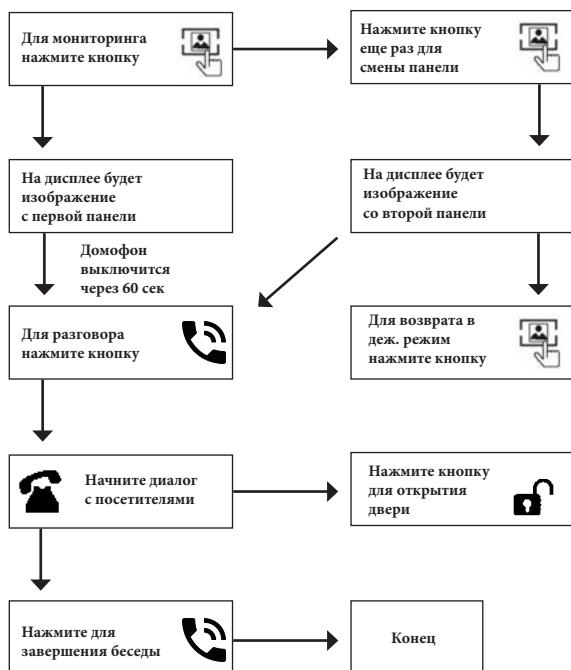 Для мониторинга
нажмите кнопку
Нажмите кнопку
еще раз для
смены панели
На дисплее будет
изображение
с первой панели
На дисплее будет
изображение
со второй панели
Домофон
выключится
через 60 сек
Для разговора
нажмите кнопку
Для возврата в
деж. режим
нажмите кнопку
Начните диалог
с посетителями
Нажмите кнопку
для открытия
двери
Нажмите для
завершения беседы
Конец